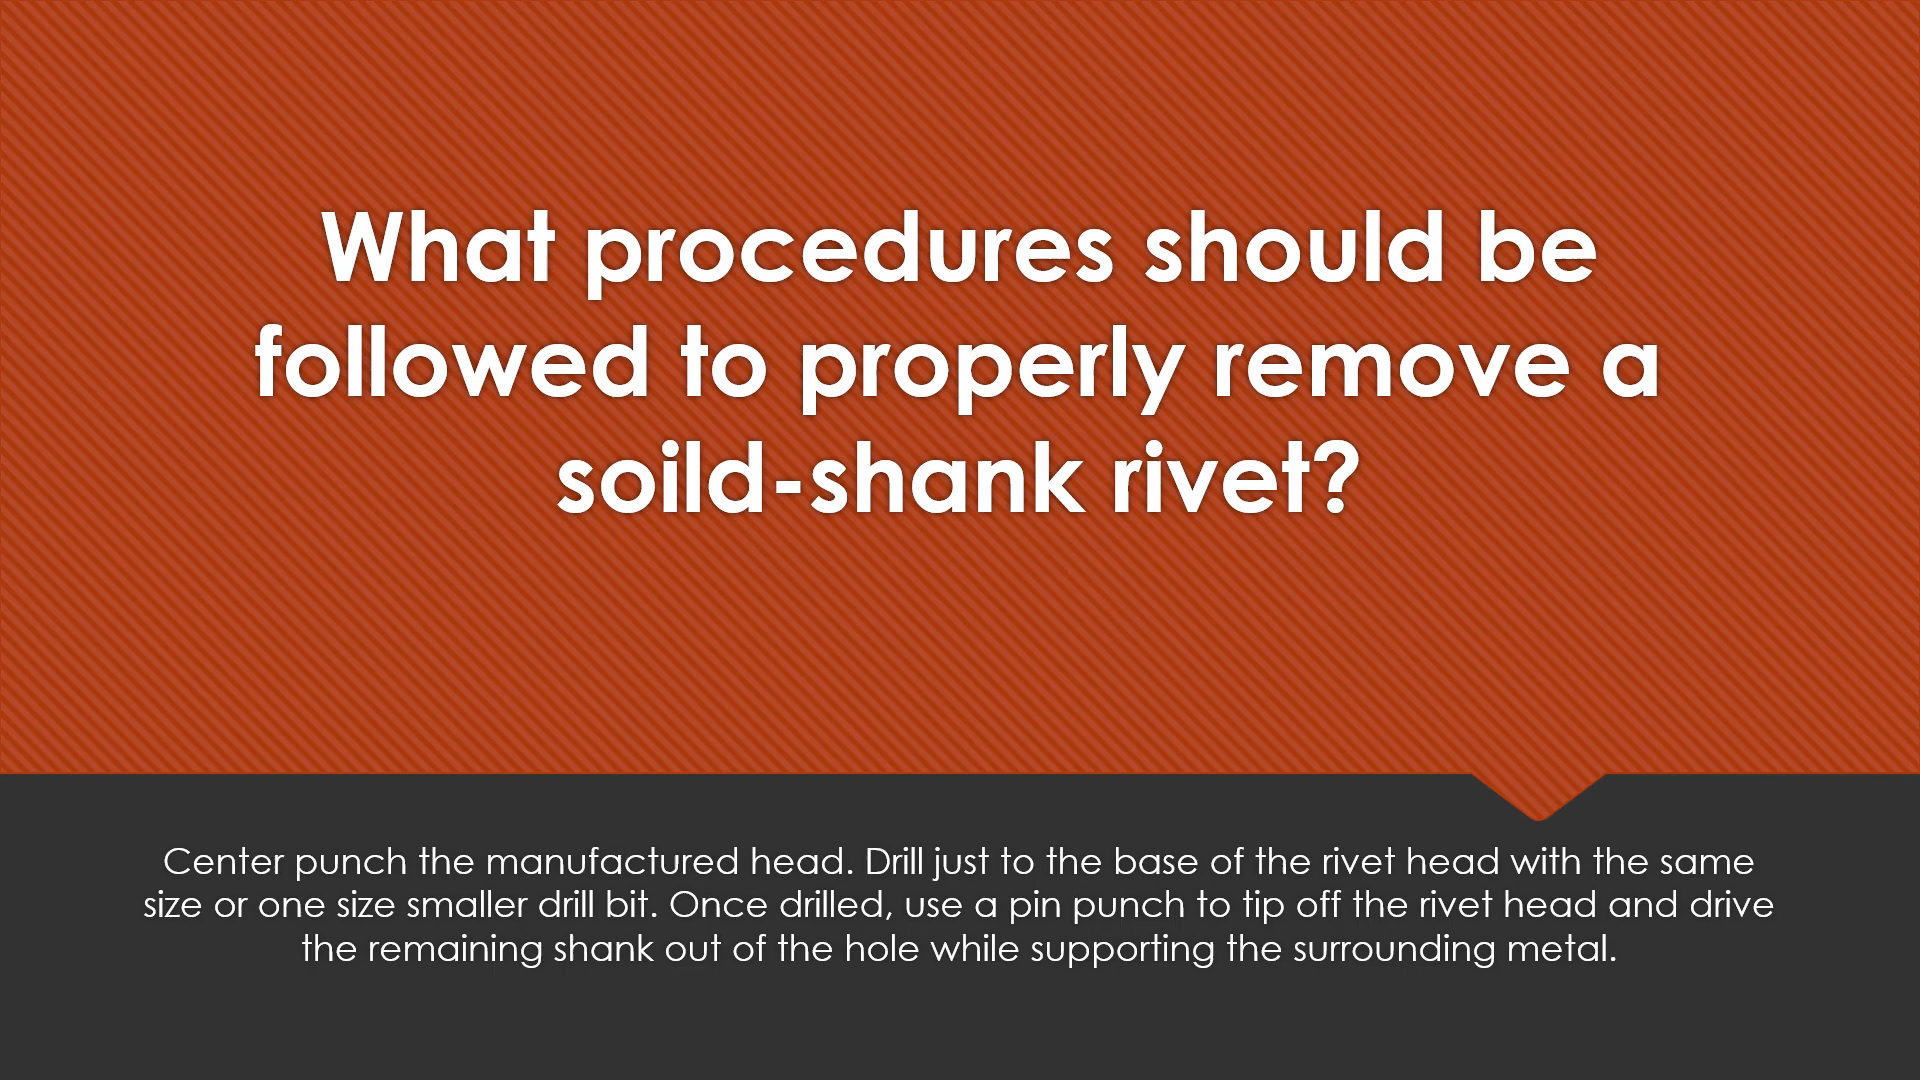 What procedures should be
followed to properly remove a
soild-shank rivet?
Center punch the manufactured head. Drill just to the base of the rivet head with the same
size or one size smaller drill bit. Once drilled, use a pin punch to tip off the rivet head and drive
the remaining shank out of the hole while supporting the surrounding metal.